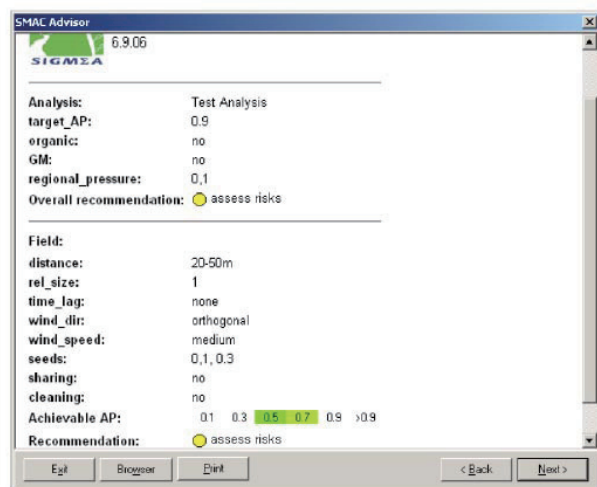 SMAC Advisor
6.9.06
SIGMΣA
Analysis: Test Analysis
target_AP: 0.9
organic: no
GM: no
regional_pressure: 0,1
Overall recommendation: assess risks
Field:
distance: 20-50m
rel_size: 1
time_lag: none
wind_dir: orthogonal
wind_speed: medium
seeds: 0,1, 0.3
sharing: no
cleaning: no
Achievable AP: 0.1 0.3 0.5 0.7 0.9 >0.9
Recommendation: assess risks
Exit Browser Print < Back Next >